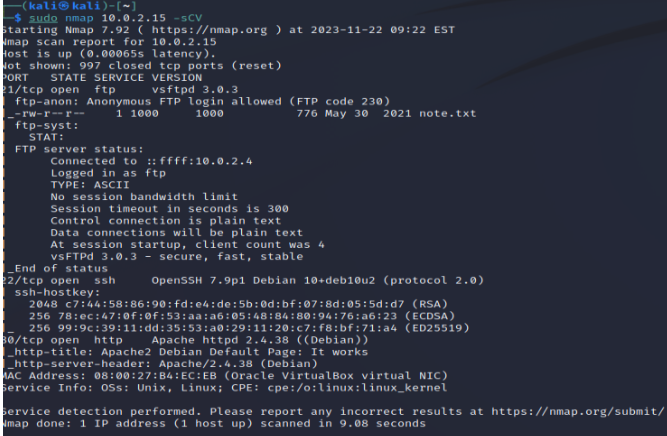 (kali㉿kali)-[~]
$ sudo nmap 10.0.2.15 -sCV
Starting Nmap 7.92 ( https://nmap.org ) at 2023-11-22 09:22 EST
Nmap scan report for 10.0.2.15
Host is up (0.00065s latency).
Not shown: 997 closed tcp ports (reset)
PORT   STATE SERVICE VERSION
21/tcp open  ftp     vsftpd 3.0.3
ftp-anon: Anonymous FTP login allowed (FTP code 230)
_-rw-r--r--    1 1000     1000          776 May 30  2021 note.txt
ftp-syst:
STAT:
FTP server status:
Connected to ::ffff:10.0.2.4
Logged in as ftp
TYPE: ASCII
No session bandwidth limit
Session timeout in seconds is 300
Control connection is plain text
Data connections will be plain text
At session startup, client count was 4
vsFTPd 3.0.3 - secure, fast, stable
_End of status
22/tcp open  ssh     OpenSSH 7.9p1 Debian 10+deb10u2 (protocol 2.0)
ssh-hostkey:
2048 c7:44:58:86:90:fd:e4:de:5b:0d:bf:07:8d:05:5d:d7 (RSA)
256 78:ec:47:0f:0f:53:aa:a6:05:48:84:80:94:76:a6:23 (ECDSA)
_  256 99:9c:39:11:dd:35:53:a0:29:11:20:c7:f8:bf:71:a4 (ED25519)
80/tcp open  http    Apache httpd 2.4.38 ((Debian))
_http-title: Apache2 Debian Default Page: It works
_http-server-header: Apache/2.4.38 (Debian)
MAC Address: 08:00:27:B4:EC:EB (Oracle VirtualBox virtual NIC)
Service Info: OSs: Unix, Linux; CPE: cpe:/o:linux:linux_kernel
Service detection performed. Please report any incorrect results at https://nmap.org/submit/
Nmap done: 1 IP address (1 host up) scanned in 9.08 seconds